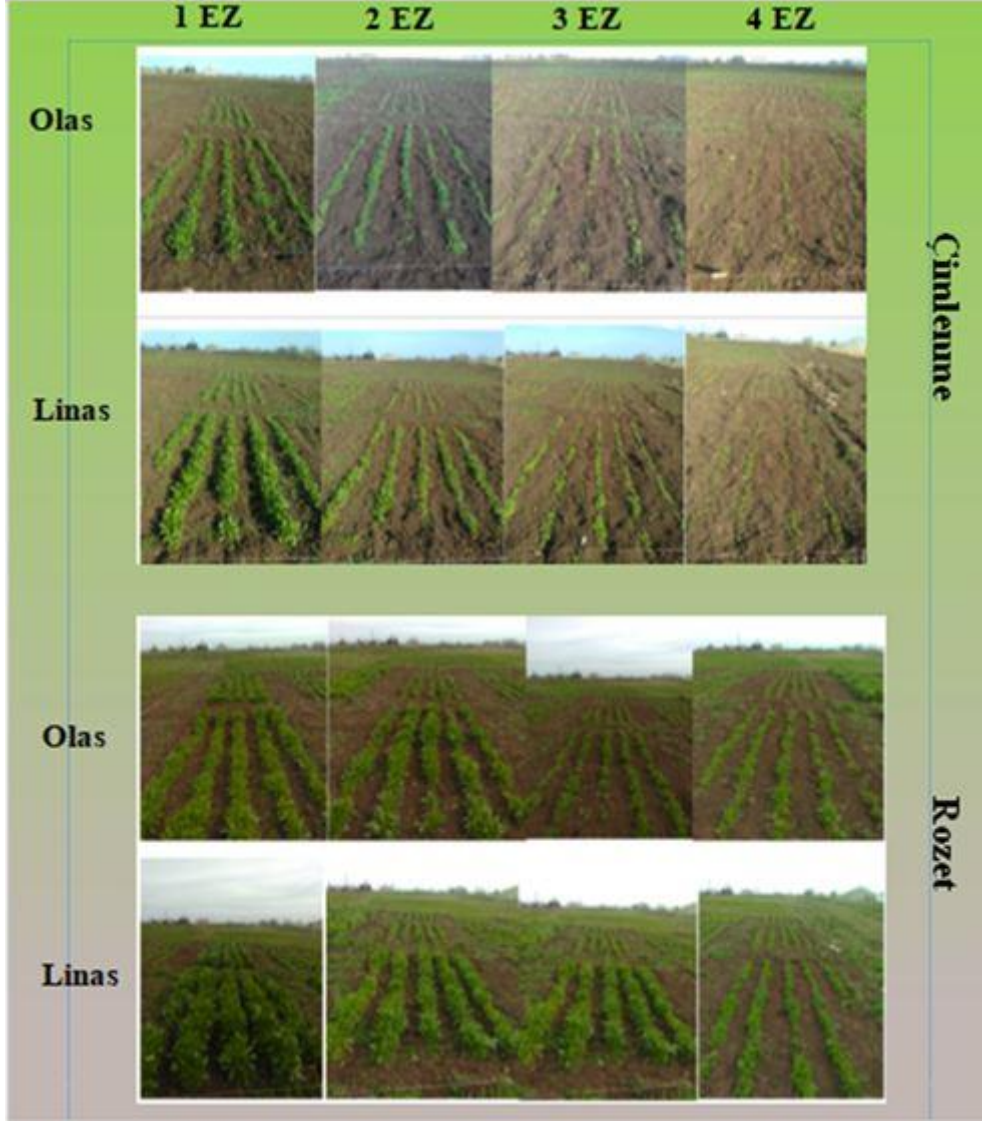 1 EZ 2 EZ 3 EZ 4 EZ
Olas
Linas
Çimlenme
Olas
Linas
Rozet